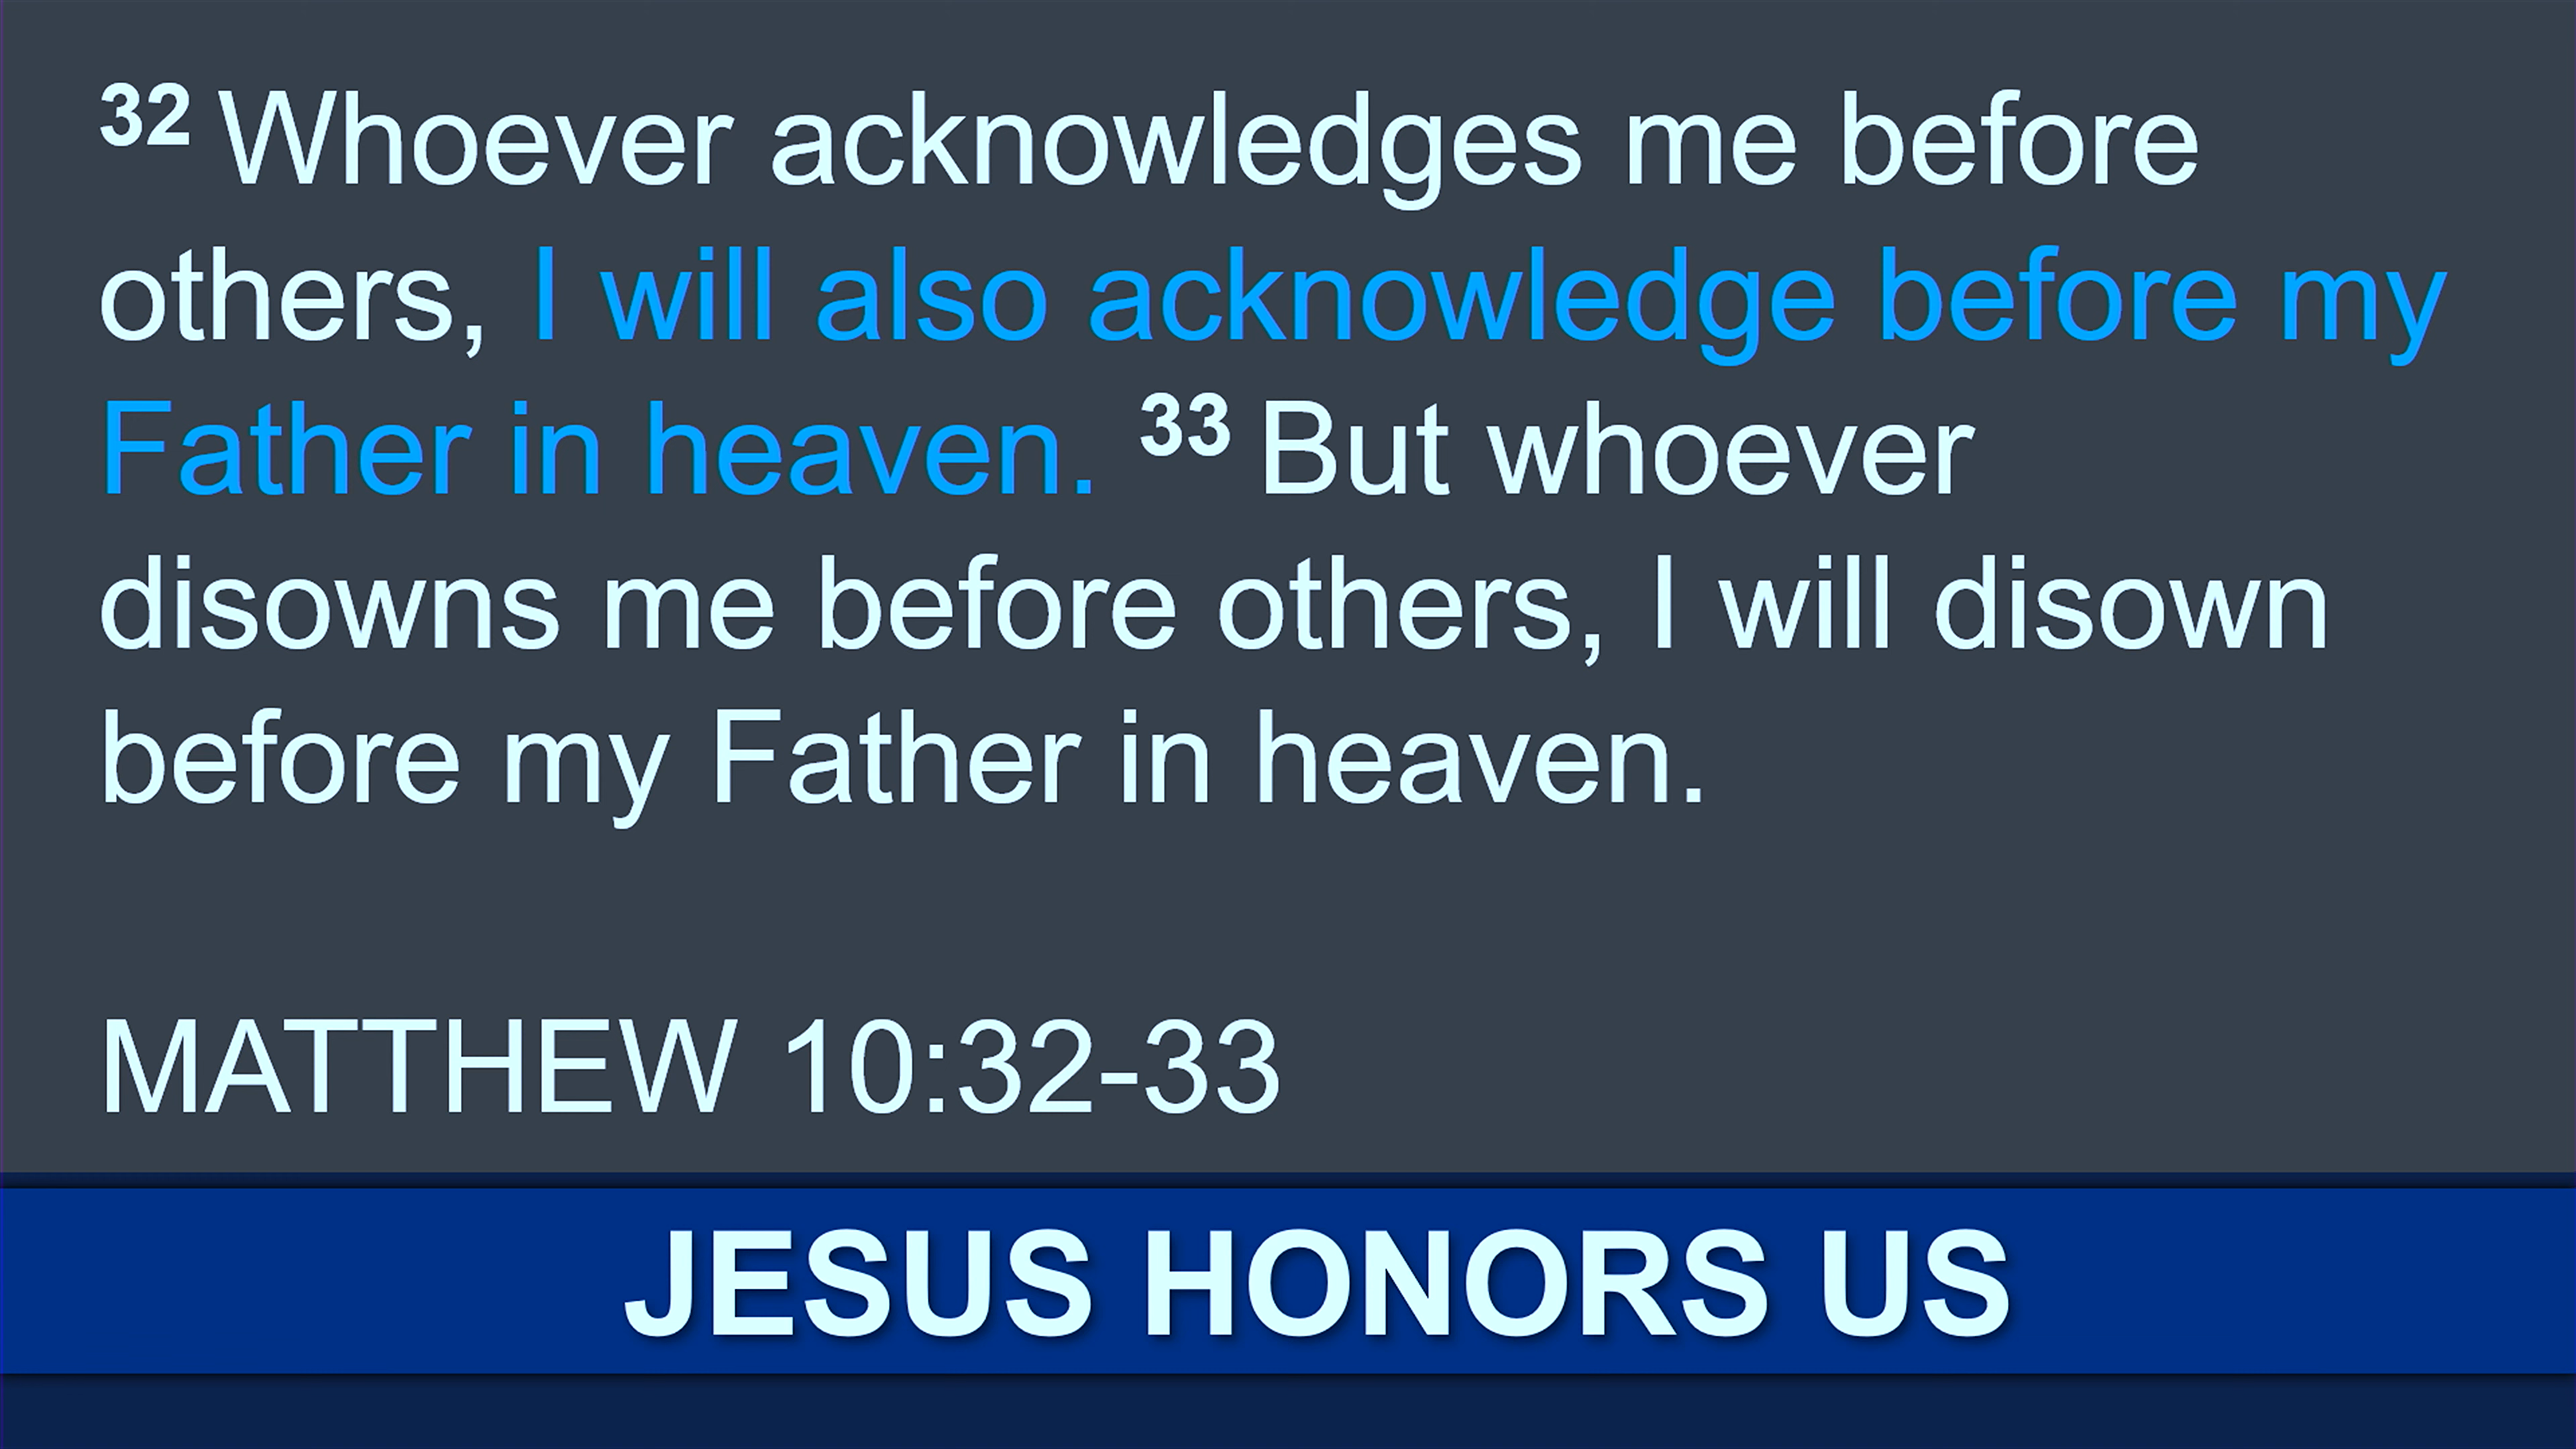 32 Whoever acknowledges me before
others, I will also acknowledge before my
Father in heaven. 33 But whoever
disowns me before others, I will disown
before my Father in heaven.
MATTHEW 10:32-33
JESUS HONORS US